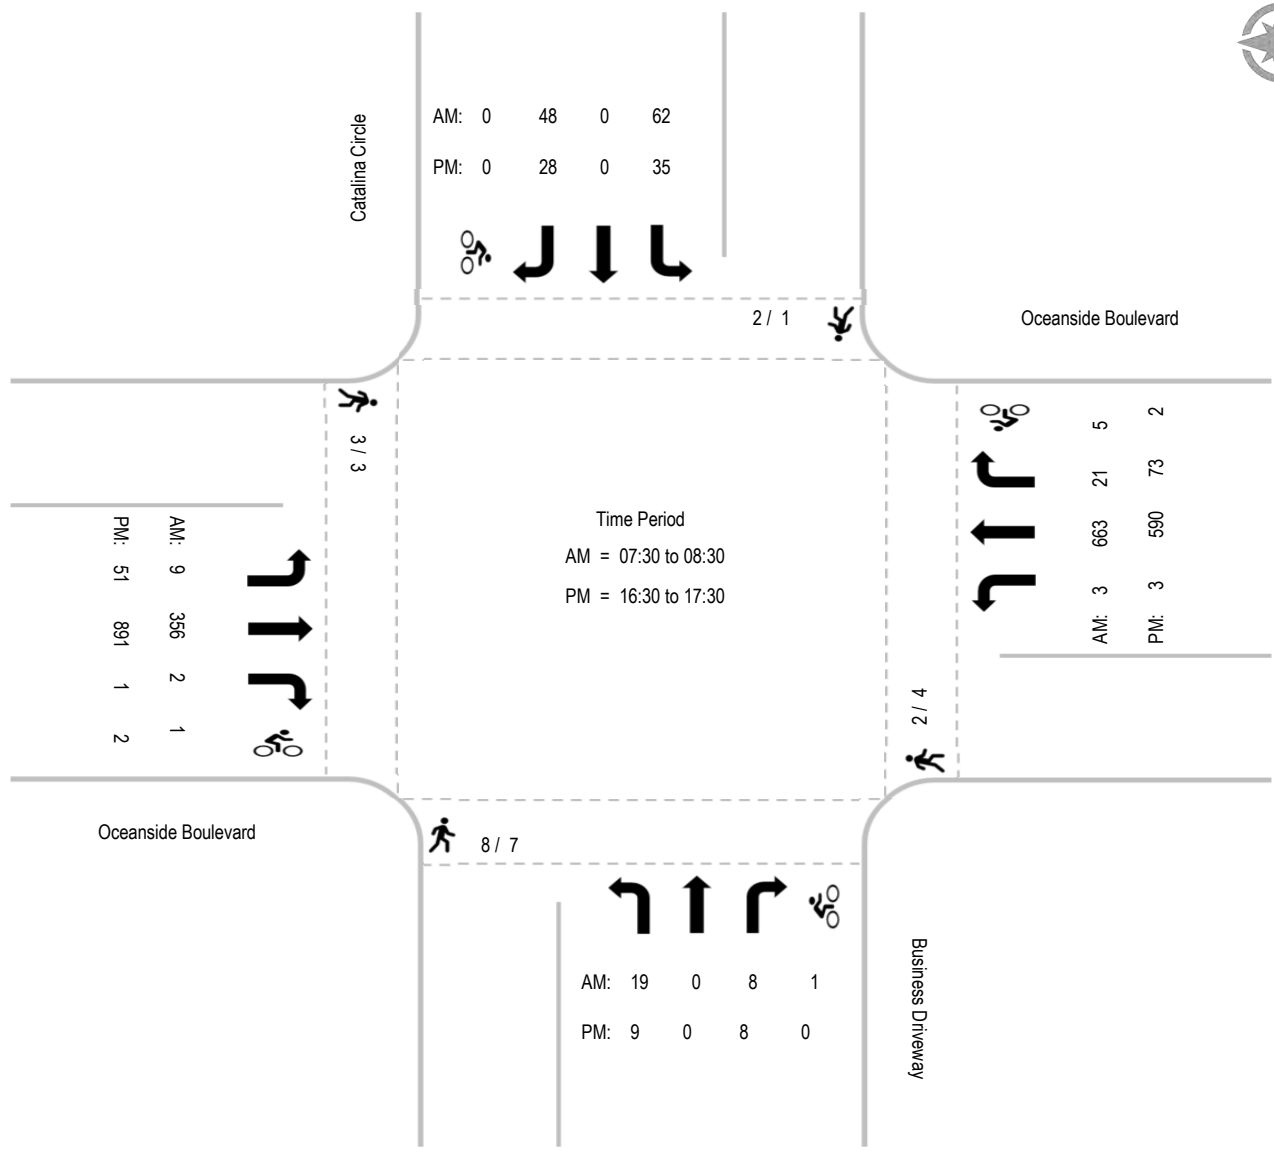 AM: 0 48 0 62
PM: 0 28 0 35
Catalina Circle
2 / 1
Oceanside Boulevard
3 / 3
AM: 3 663 21 5
PM: 3 590 73 2
Time Period
AM = 07:30 to 08:30
PM = 16:30 to 17:30
AM: 9 356 2 1
PM: 51 891 1 2
2 / 4
Oceanside Boulevard
8 / 7
AM: 19 0 8 1
PM: 9 0 8 0
Business Driveway